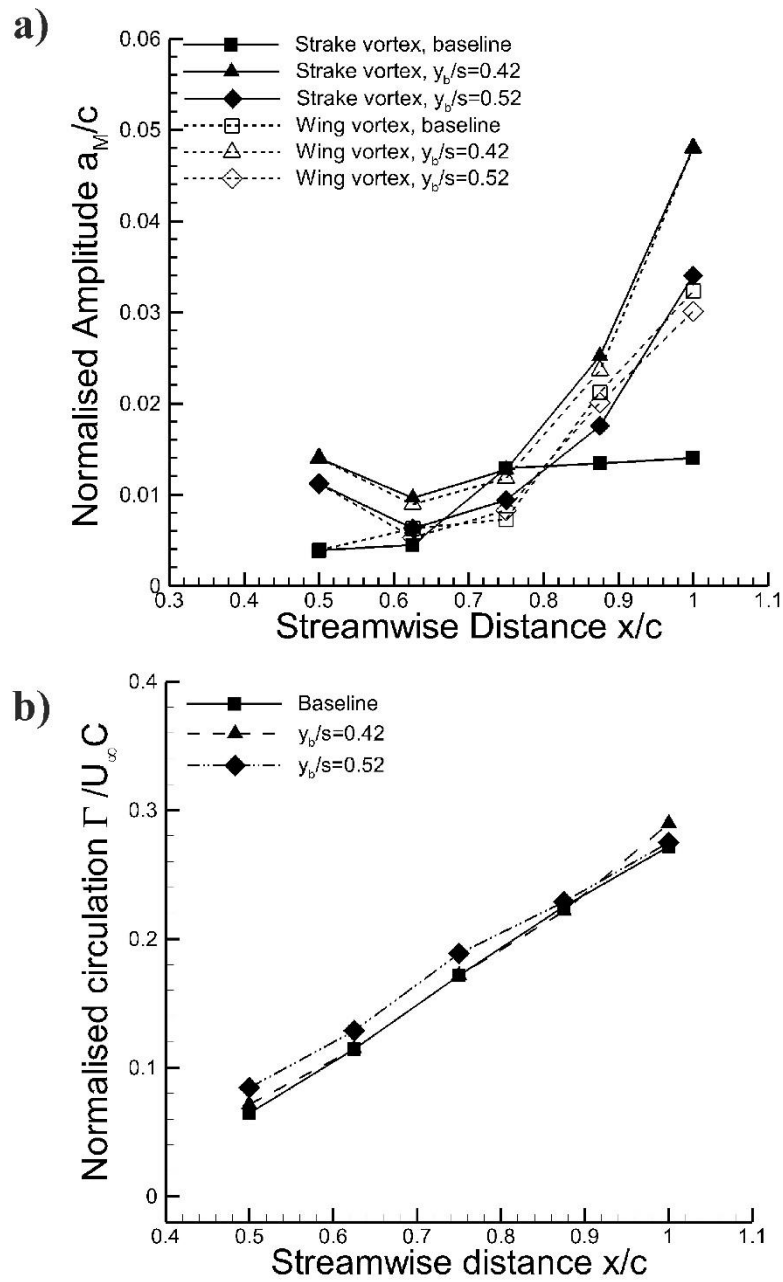 a)
Normalised Amplitude a_M/c
0.06
0.05
0.04
0.03
0.02
0.01
0
Strake vortex, baseline
Strake vortex, y_b/s=0.42
Strake vortex, y_b/s=0.52
Wing vortex, baseline
Wing vortex, y_b/s=0.42
Wing vortex, y_b/s=0.52
0.3 0.4 0.5 0.6 0.7 0.8 0.9 1 1.1
Streamwise Distance x/c
b)
Normalised circulation Γ /U_∞C
0.4
0.3
0.2
0.1
0
Baseline
y_b/s=0.42
y_b/s=0.52
0.4 0.5 0.6 0.7 0.8 0.9 1 1.1
Streamwise distance x/c